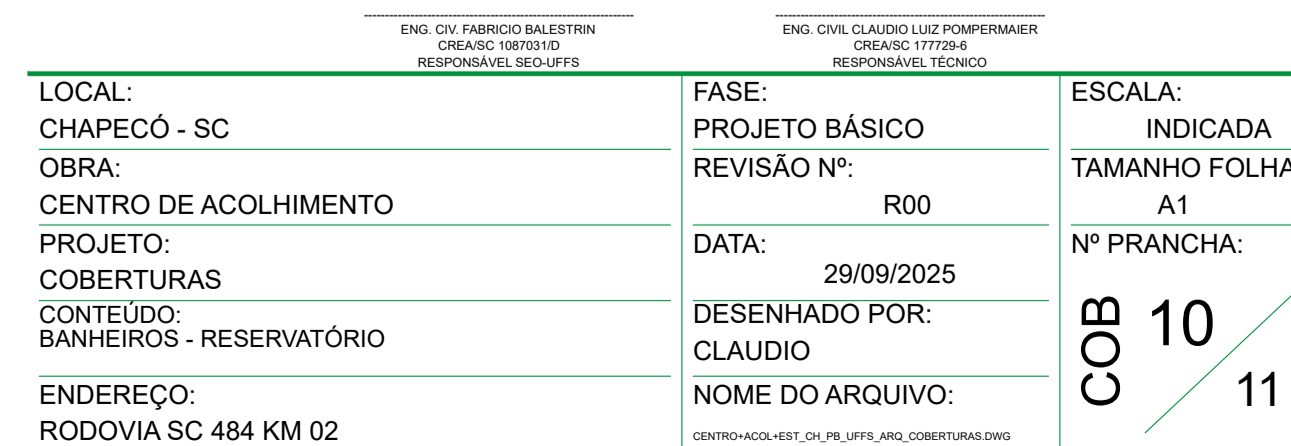 ENG. CIV. FABRICIO BALESTRIN
CREA/SC 1087031/D
RESPONSÁVEL SEO-UFFS
ENG. CIVIL CLAUDIO LUIZ POMPERMAIER
CREA/SC 177729-6
RESPONSÁVEL TÉCNICO
LOCAL:
CHAPECÓ - SC
FASE:
PROJETO BÁSICO
ESCALA:
INDICADA
OBRA:
CENTRO DE ACOLHIMENTO
REVISÃO Nº:
R00
TAMANHO FOLHA
A1
PROJETO:
COBERTURAS
DATA:
29/09/2025
Nº PRANCHA:
COB 10
11
CONTEÚDO:
BANHEIROS - RESERVATÓRIO
DESENHADO POR:
CLAUDIO
ENDEREÇO:
RODOVIA SC 484 KM 02
NOME DO ARQUIVO:
CENTRO+ACOL+EST_CH_PB_UFFS_ARQ_COBERTURAS.DWG